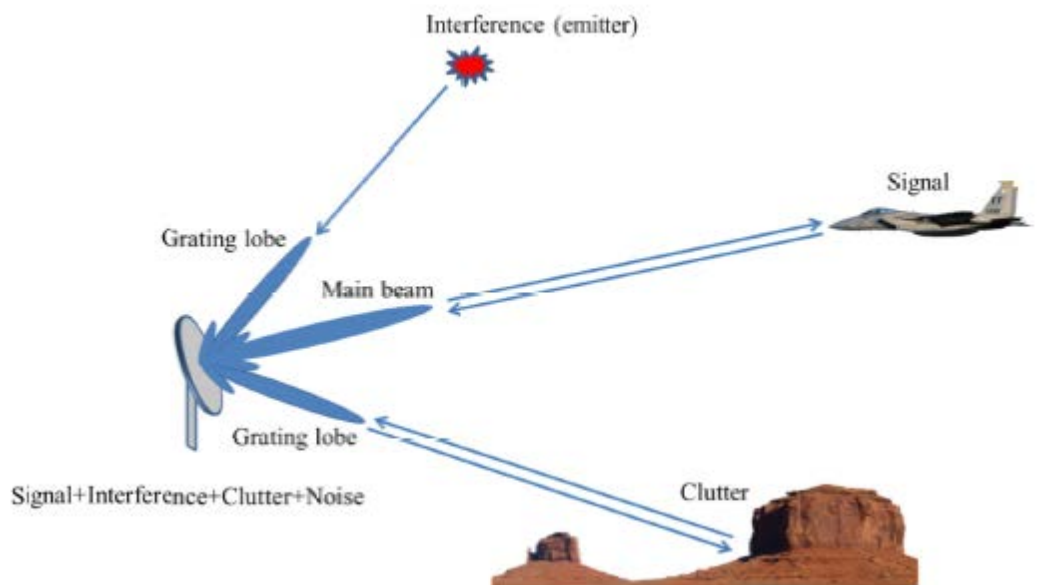 Interference (emitter)
Signal
Grating lobe
Main beam
Grating lobe
Signal+Interference+Clutter+Noise
Clutter